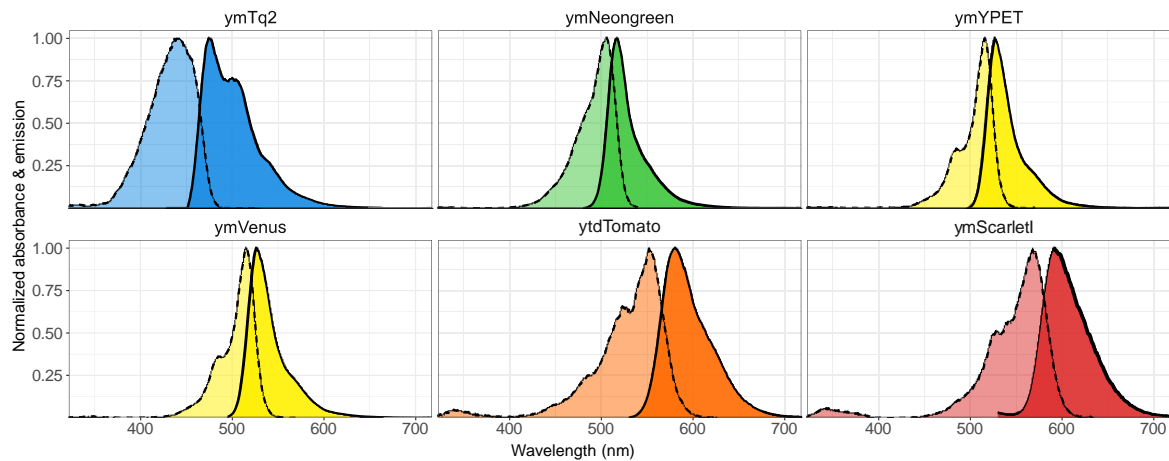 ymTq2 ymNeongreen ymYPET
1.00
0.75
0.50
0.25
ymVenus ytdTomato ymScarletI
1.00
0.75
0.50
0.25
400 500 600 700 400 500 600 700 400 500 600 700
Wavelength (nm)
Normalized absorbance & emission